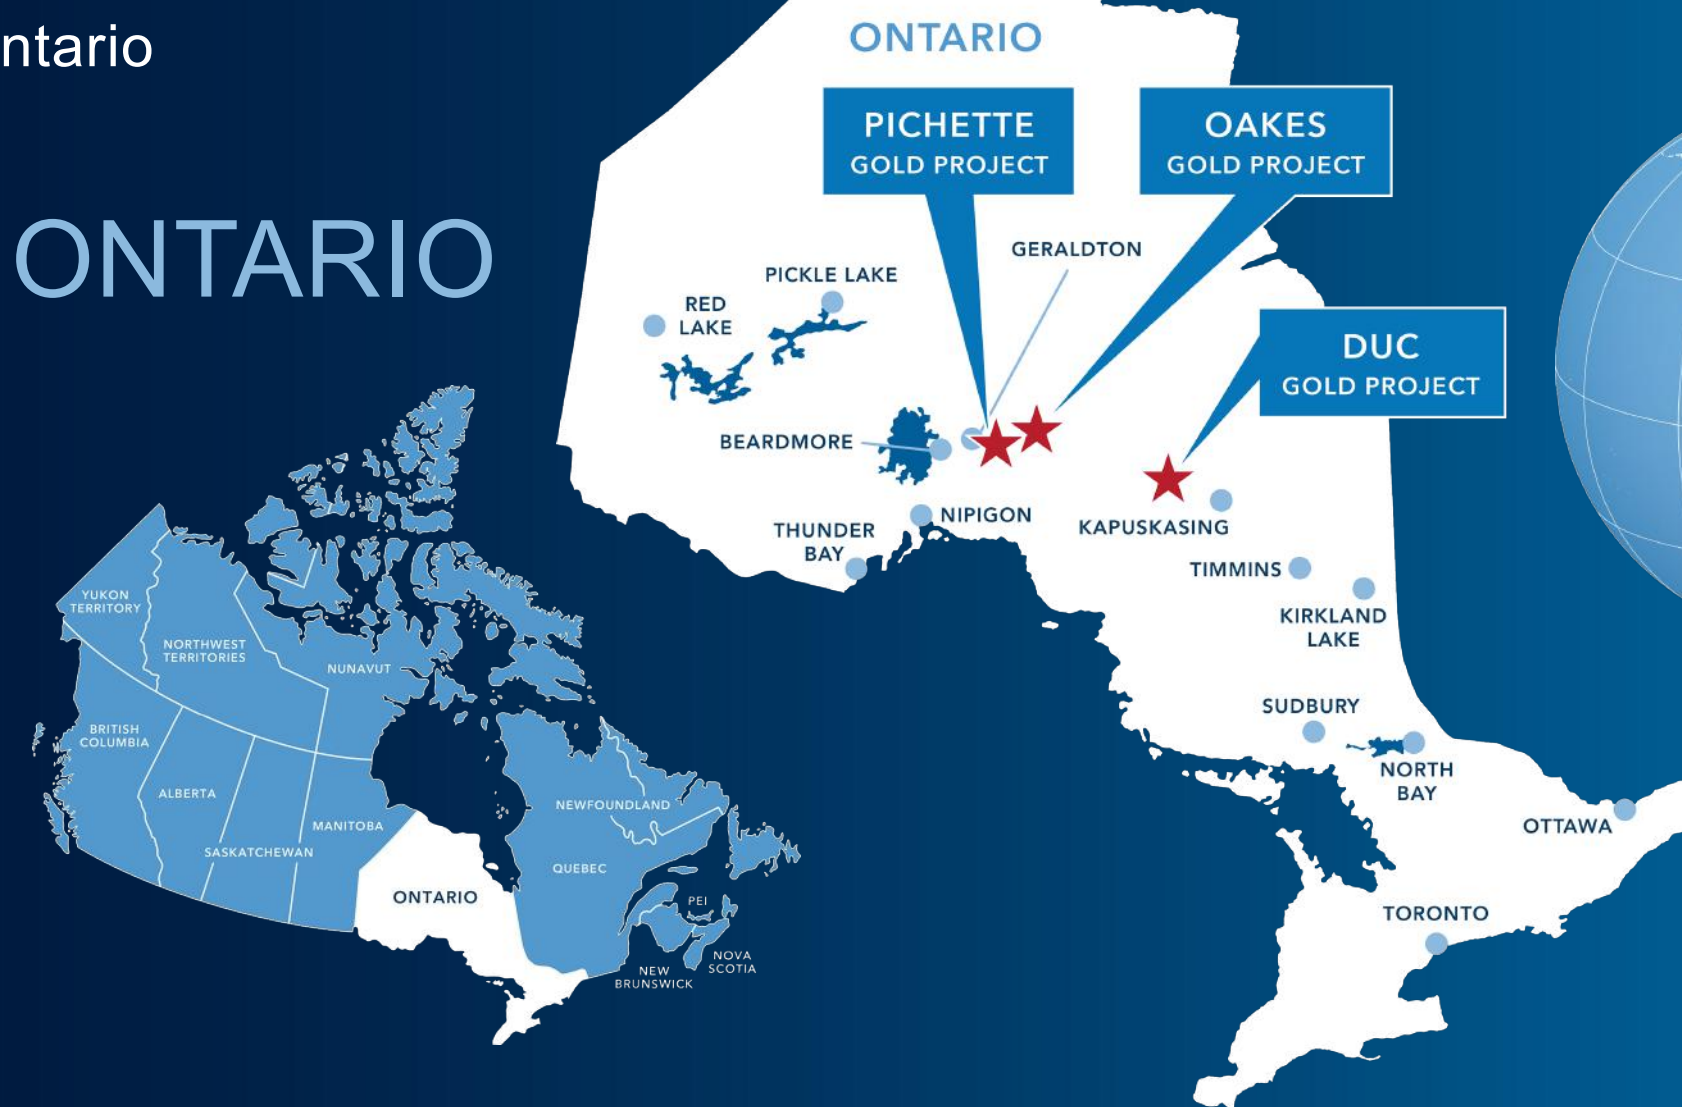 ntario
ONTARIO
ONTARIO
PICHETTE
GOLD PROJECT
OAKES
GOLD PROJECT
GERALDTON
PICKLE LAKE
RED
LAKE
DUC
GOLD PROJECT
BEARDMORE
NIPIGON
THUNDER
BAY
KAPUSKASING
TIMMINS
KIRKLAND
LAKE
SUDBURY
NORTH
BAY
OTTAWA
TORONTO
YUKON
TERRITORY
NORTHWEST
TERRITORIES
NUNAVUT
BRITISH
COLUMBIA
ALBERTA
SASKATCHEWAN
MANITOBA
ONTARIO
NEWFOUNDLAND
QUEBEC
PEI
NOVA
SCOTIA
NEW
BRUNSWICK